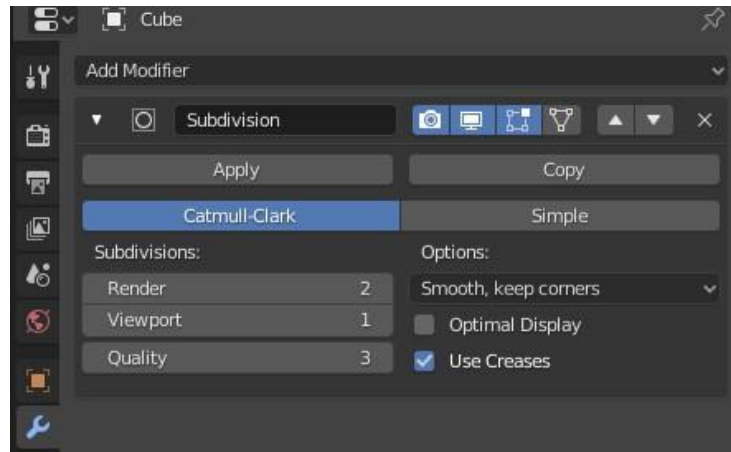 Cube
Add Modifier
Subdivision
Apply Copy
Catmull-Clark Simple
Subdivisions: Options:
Render 2 Smooth, keep corners
Viewport 1 Optimal Display
Quality 3 Use Creases